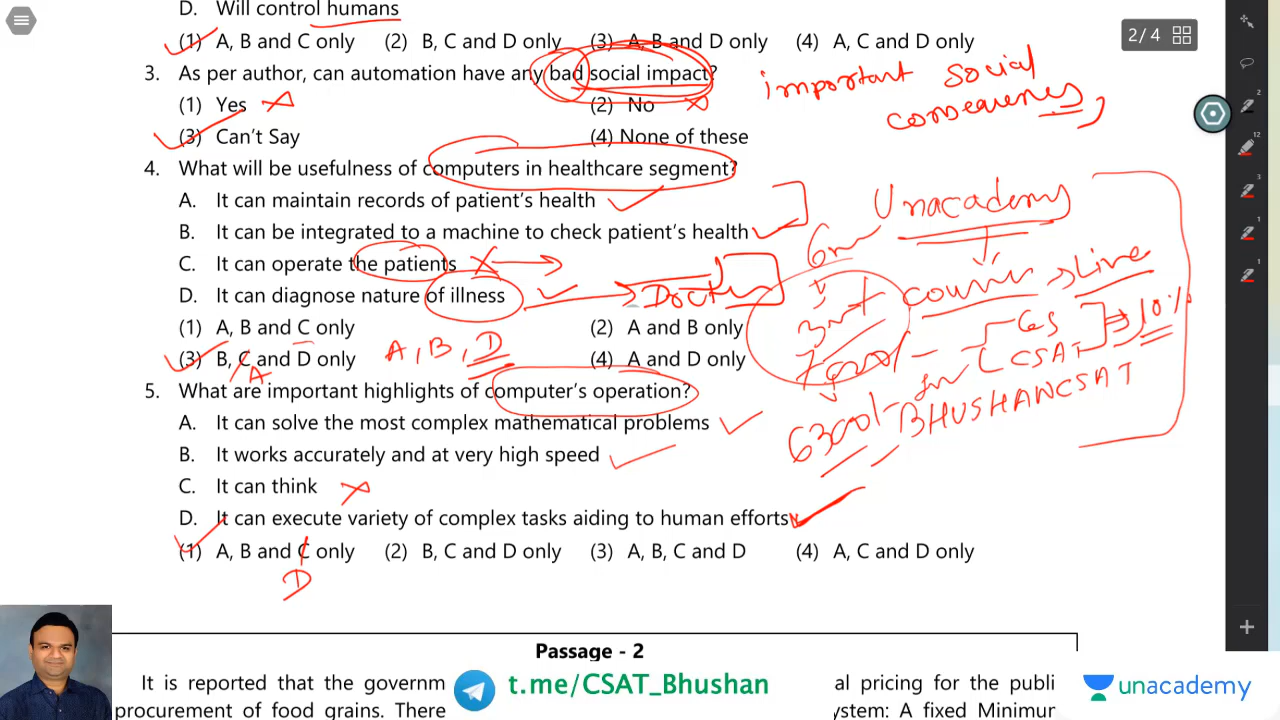 D. Will control humans
(1) A, B and C only (2) B, C and D only (3) A, B and D only (4) A, C and D only
2/4
3. As per author, can automation have any bad social impact?
important social
consequences
(1) Yes (2) No
(3) Can't Say (4) None of these
4. What will be usefulness of computers in healthcare segment?
A. It can maintain records of patient's health
Unacademy
B. It can be integrated to a machine to check patient's health
6m
C. It can operate the patients
D. It can diagnose nature of illness
Doctors
Live
(1) A, B and C only (2) A and B only
GS
CSAT
10%
(3) B, C and D only (4) A and D only
A
A, B, D
5. What are important highlights of computer's operation?
for
BHUSHANCSAT
A. It can solve the most complex mathematical problems
6300/-
B. It works accurately and at very high speed
C. It can think
D. It can execute variety of complex tasks aiding to human efforts
(1) A, B and C only (2) B, C and D only (3) A, B, C and D (4) A, C and D only
D
Passage - 2
It is reported that the governm
al pricing for the publi
procurement of food grains. There
ystem: A fixed Minimur
t.me/CSAT_Bhushan
unacademy